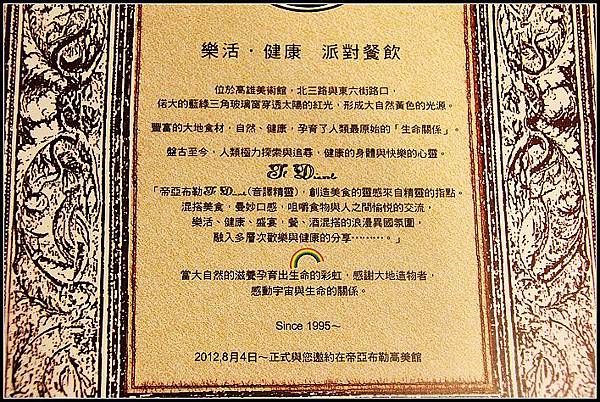 樂活．健康　派對餐飲
位於高雄美術館，北三路與東六街路口，
偌大的藍綠三角玻璃窗穿透太陽的紅光，形成大自然黃色的光源。
豐富的大地食材，自然、健康，孕育了人類最原始的「生命關係」。
盤古至今，人類極力探索與追尋，健康的身體與快樂的心靈。
「帝亞布勒（音譯精靈），創造美食的靈感來自精靈的指點。
混搭美食，曼妙口感，咀嚼食物與人之間愉悅的交流，
樂活、健康、盛宴，餐、酒混搭的浪漫異國氛圍，
融入多層次歡樂與健康的分享………。」
當大自然的滋養孕育出生命的彩虹，感謝大地造物者，
感動宇宙與生命的關係。
Since 1995～
2012,8月4日～正式與您邀約在帝亞布勒高美館